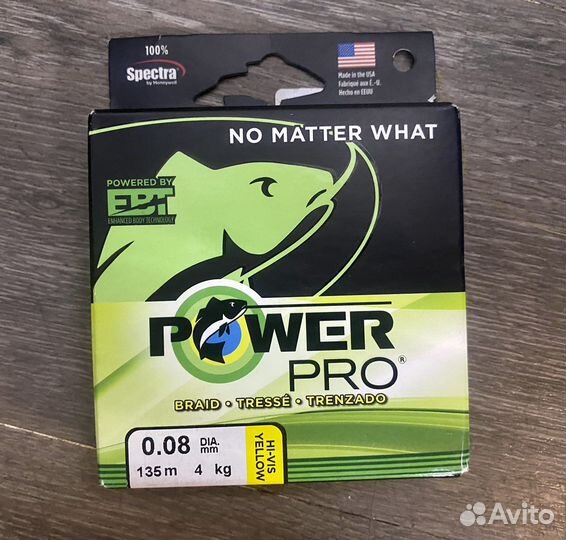 100%
Spectra
by Honeywell
Made in the USA
Fabriqué aux É.-U.
Hecho en EEUU
NO MATTER WHAT
POWERED BY
EBT
ENHANCED BODY TECHNOLOGY
POWER
PRO®
BRAID • TRESSÉ • TRENZADO
0.08 DIA. mm
135m 4 kg
HI-VIS
YELLOW
Avito